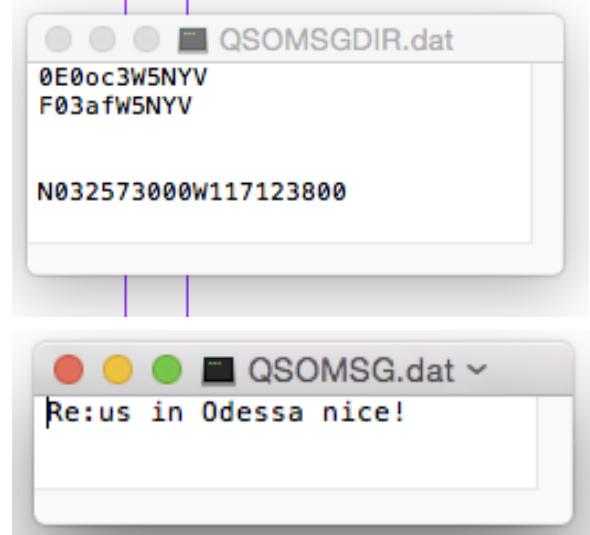 QSOMSGDIR.dat
0E0oc3W5NYV
F03afW5NYV
N032573000W117123800
QSOMSG.dat
Re:us in Odessa nice!